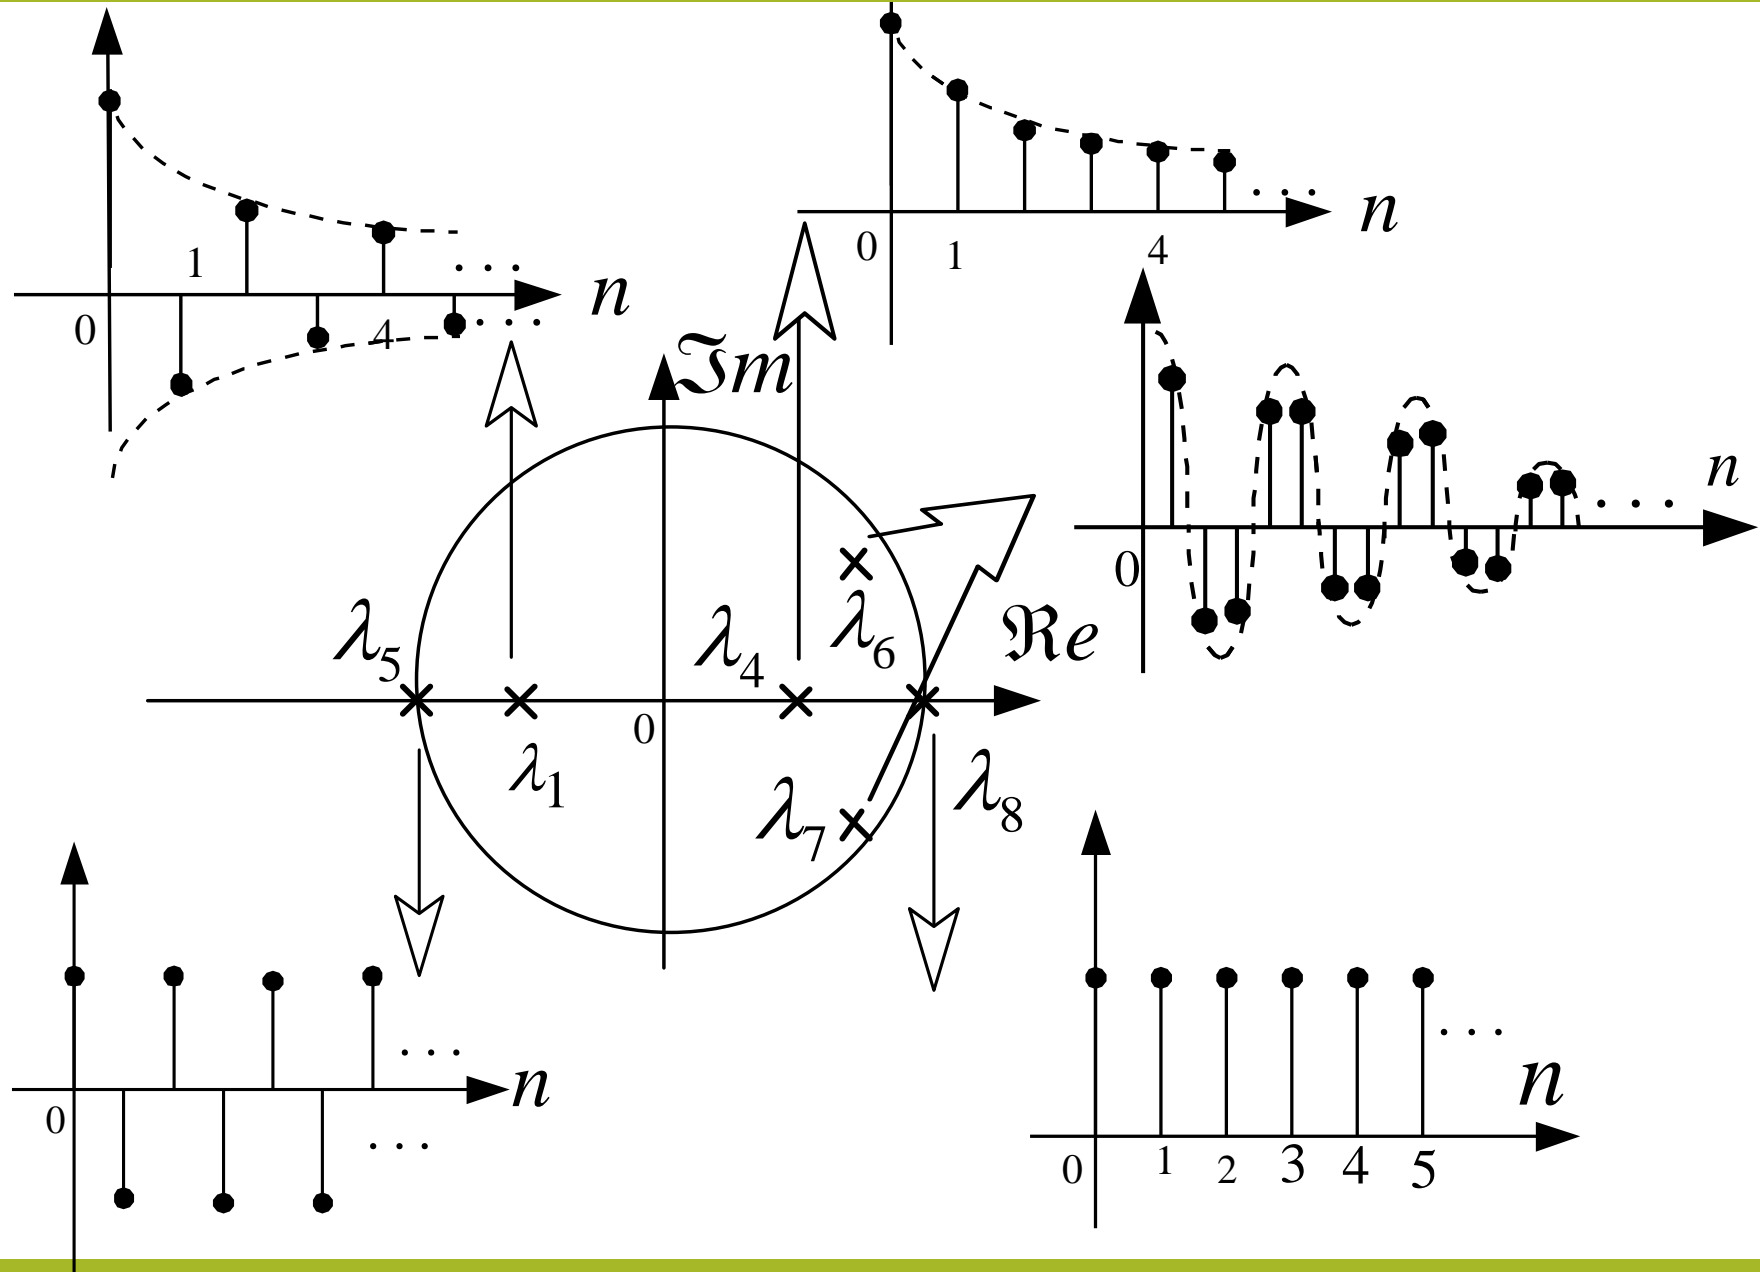 0 1 4 . . . n
. . .
0 1 4 . . . n
ℑm
0 . . . n
λ5 λ4 λ6 ℜe
0
λ1 λ7 λ8
0 . . . n
. . .
0 1 2 3 4 5 . . . n